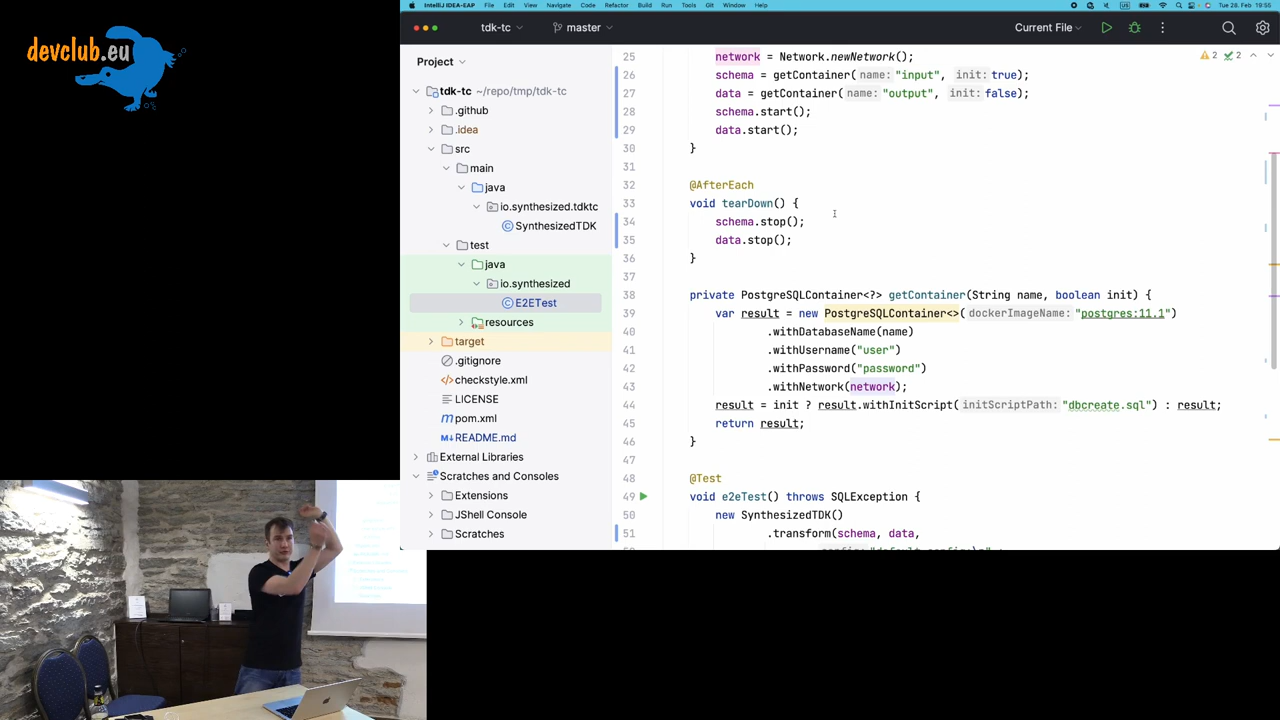 devclub.eu
IntelliJ IDEA-EAP File Edit View Navigate Code Refactor Build Run Tools Git Window Help
Tue 28. Feb 19:55
tdk-tc master Current File
Project
tdk-tc ~/repo/tmp/tdk-tc
.github
.idea
src
main
java
io.synthesized.tdktc
SynthesizedTDK
test
java
io.synthesized
E2ETest
resources
target
.gitignore
checkstyle.xml
LICENSE
pom.xml
README.md
External Libraries
Scratches and Consoles
Extensions
JShell Console
Scratches
2 2
25 network = Network.newNetwork();
26 schema = getContainer( name: "input", init: true);
27 data = getContainer( name: "output", init: false);
28 schema.start();
29 data.start();
30 }
31
32 @AfterEach
33 void tearDown() {
34 schema.stop();
35 data.stop();
36 }
37
38 private PostgreSQLContainer<?> getContainer(String name, boolean init) {
39 var result = new PostgreSQLContainer<>( dockerImageName: "postgres:11.1")
40 .withDatabaseName(name)
41 .withUsername("user")
42 .withPassword("password")
43 .withNetwork(network);
44 result = init ? result.withInitScript( initScriptPath: "dbcreate.sql") : result;
45 return result;
46 }
47
48 @Test
49 void e2eTest() throws SQLException {
50 new SynthesizedTDK()
51 .transform(schema, data,